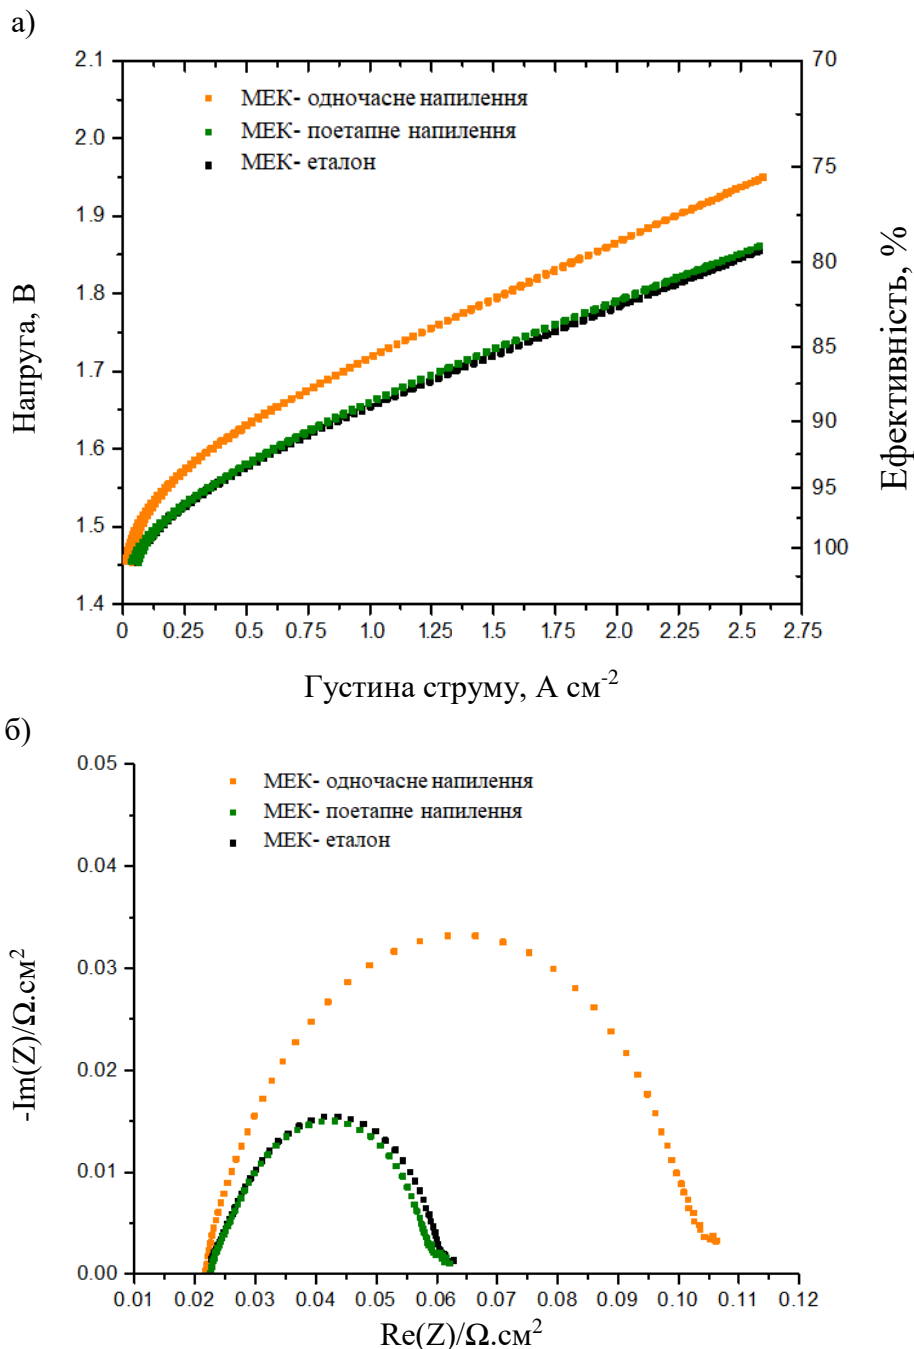 а)
2.1
2.0
1.9
1.8
1.7
1.6
1.5
1.4
70
75
80
85
90
95
100
МЕК- одночасне напилення
МЕК- поетапне напилення
МЕК- еталон
Напруга, В
Ефективність, %
0 0.25 0.5 0.75 1.0 1.25 1.5 1.75 2.0 2.25 2.5 2.75
Густина струму, А см-2
б)
0.05
0.04
0.03
0.02
0.01
0.00
МЕК- одночасне напилення
МЕК- поетапне напилення
МЕК- еталон
-Im(Z)/Ω.см2
0.01 0.02 0.03 0.04 0.05 0.06 0.07 0.08 0.09 0.10 0.11 0.12
Re(Z)/Ω.см2